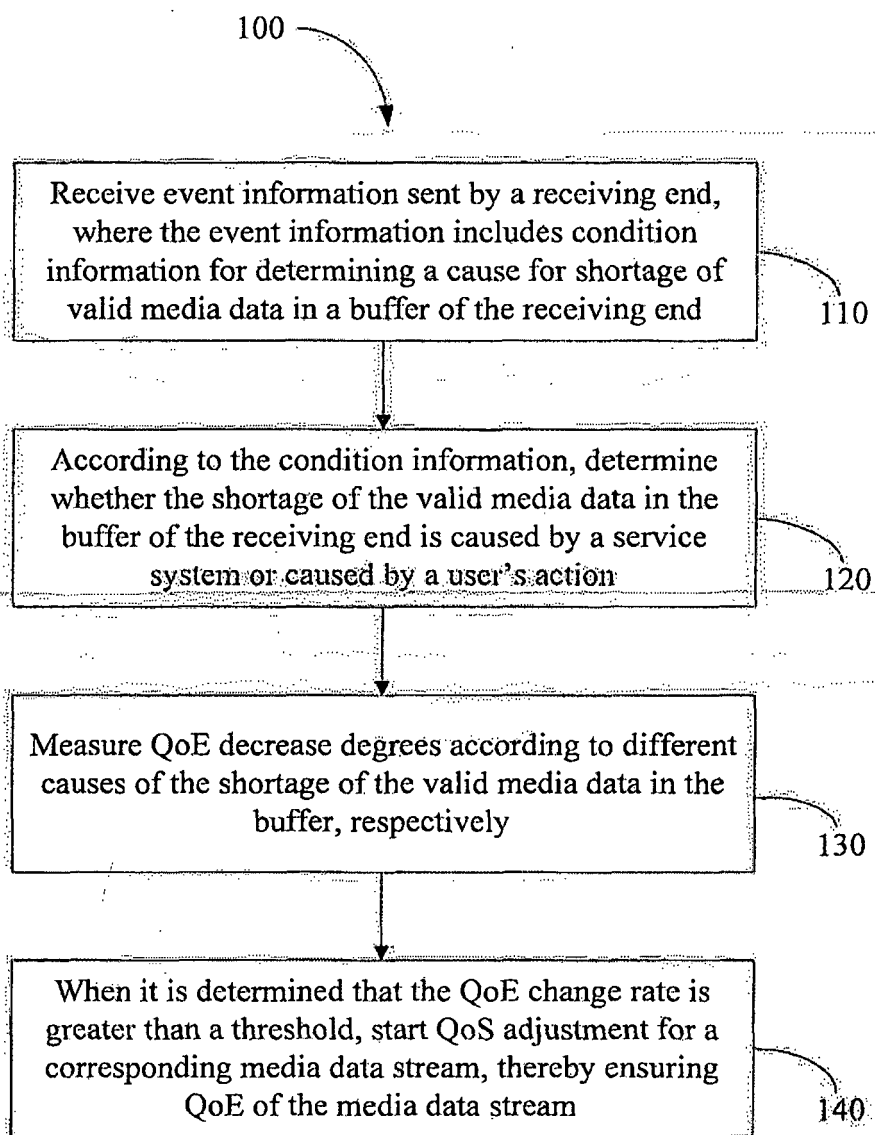 100
Receive event information sent by a receiving end,
where the event information includes condition
information for determining a cause for shortage of
valid media data in a buffer of the receiving end
110
According to the condition information, determine
whether the shortage of the valid media data in the
buffer of the receiving end is caused by a service
system or caused by a user's action
120
Measure QoE decrease degrees according to different
causes of the shortage of the valid media data in the
buffer, respectively
130
When it is determined that the QoE change rate is
greater than a threshold, start QoS adjustment for a
corresponding media data stream, thereby ensuring
QoE of the media data stream
140